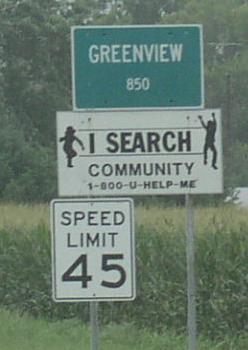 GREENVIEW
850
I SEARCH
COMMUNITY
1-800-U-HELP-ME
SPEED
LIMIT
45